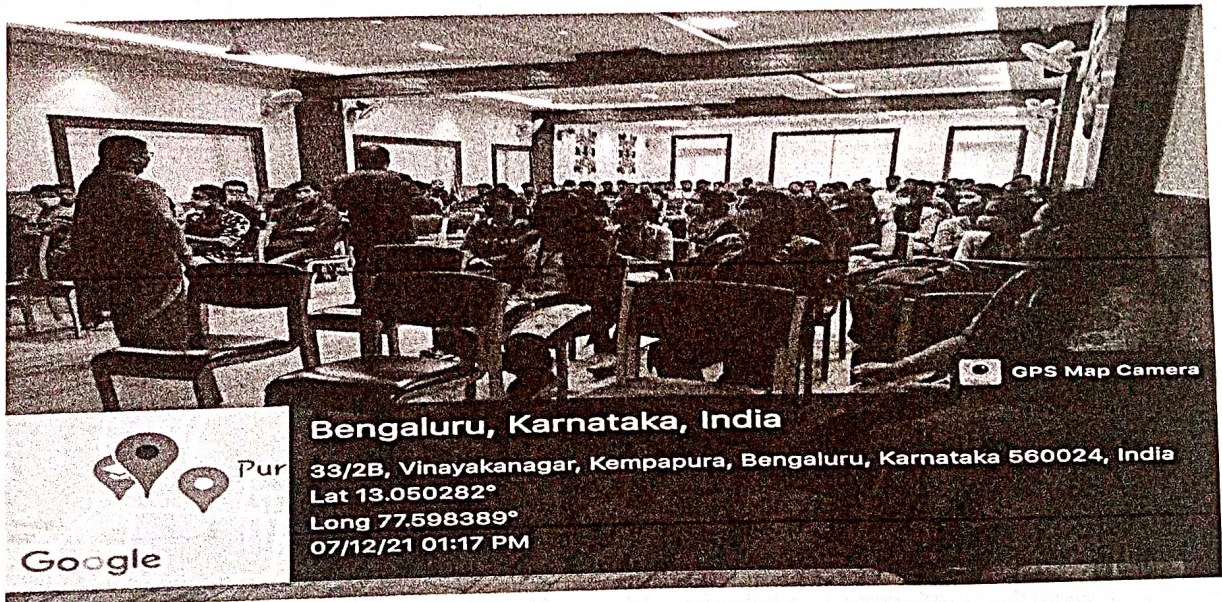 GPS Map Camera
Bengaluru, Karnataka, India
Pur
33/2B, Vinayakanagar, Kempapura, Bengaluru, Karnataka 560024, India
Lat 13.050282°
Long 77.598389°
07/12/21 01:17 PM
Google